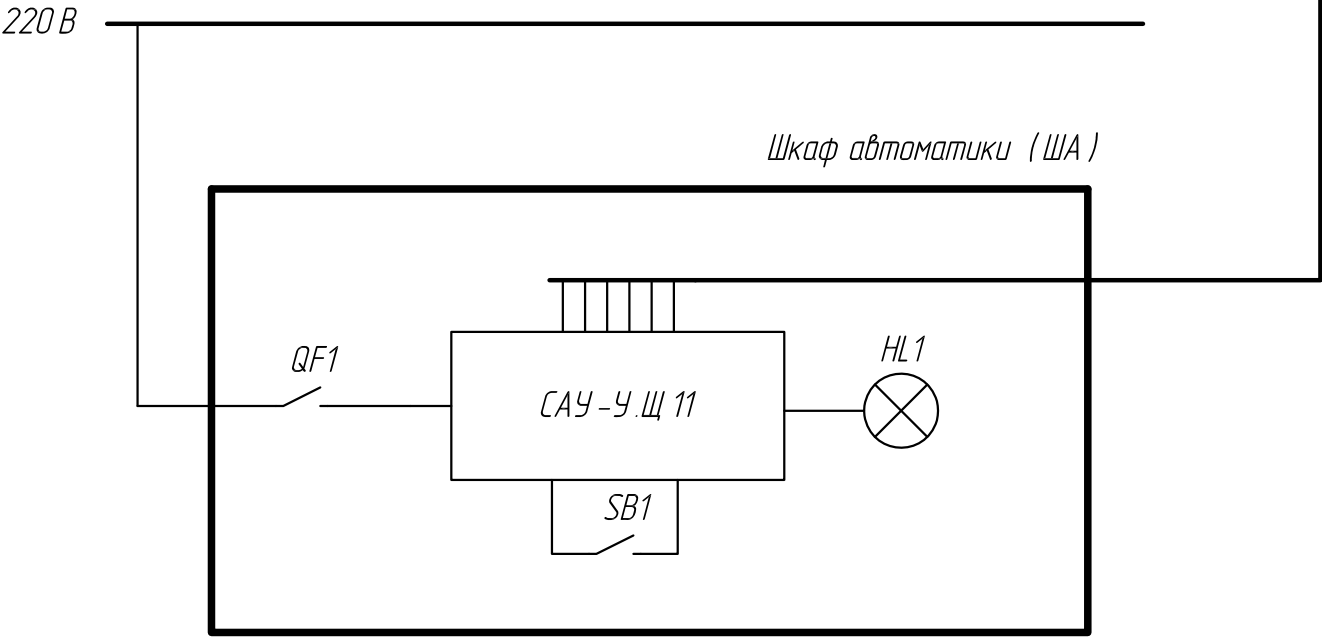 220 В
Шкаф автоматики (ША)
QF1
HL1
САУ-У.Щ 11
SB1